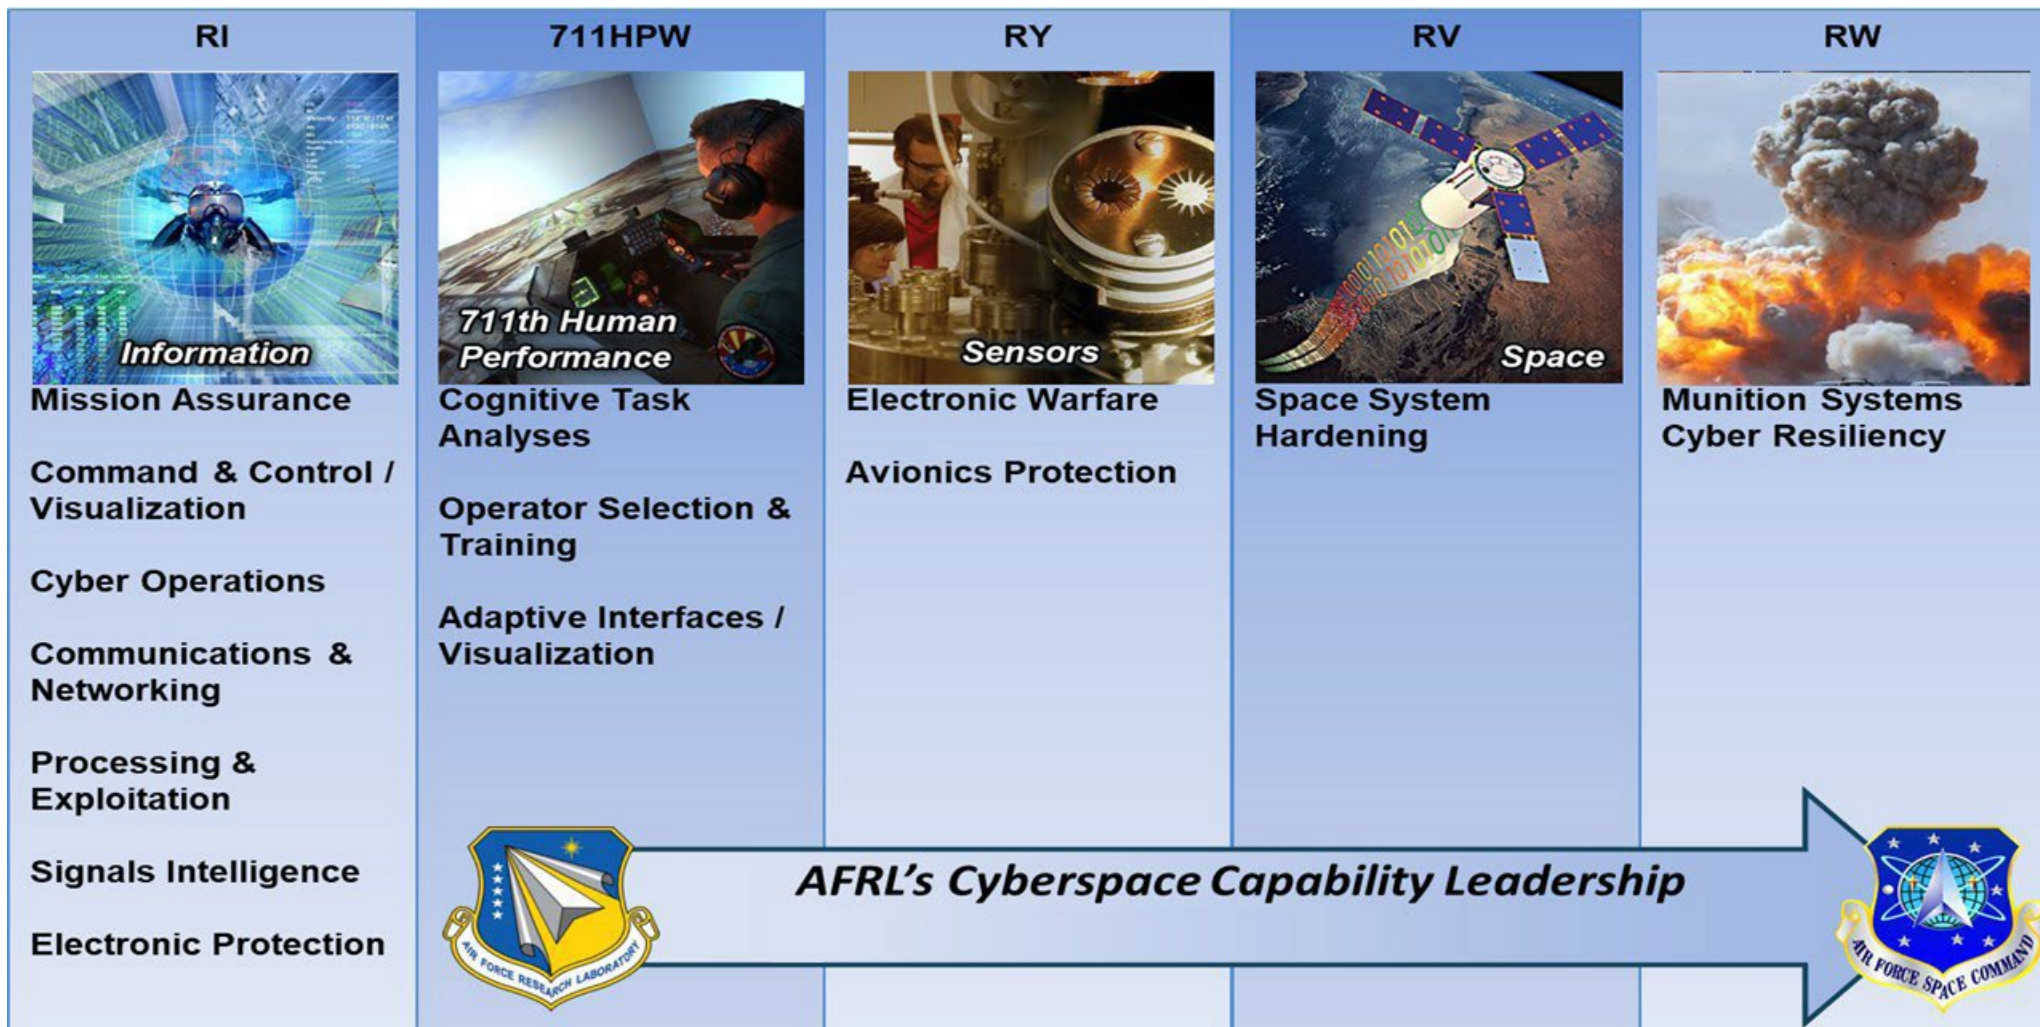 RI
Information
Mission Assurance
Command & Control /
Visualization
Cyber Operations
Communications &
Networking
Processing &
Exploitation
Signals Intelligence
Electronic Protection
711HPW
711th Human
Performance
Cognitive Task
Analyses
Operator Selection &
Training
Adaptive Interfaces /
Visualization
RY
Sensors
Electronic Warfare
Avionics Protection
RV
Space
Space System
Hardening
RW
Munition Systems
Cyber Resiliency
AIR FORCE RESEARCH LABORATORY
AFRL's Cyberspace Capability Leadership
AIR FORCE SPACE COMMAND